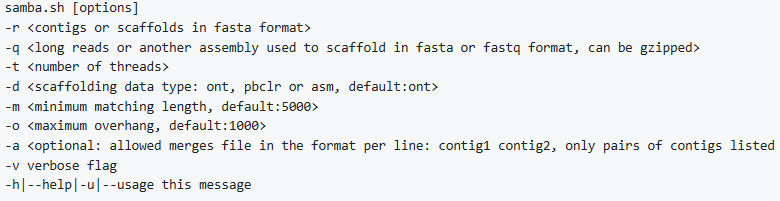 samba.sh [options]
-r <contigs or scaffolds in fasta format>
-q <long reads or another assembly used to scaffold in fasta or fastq format, can be gzipped>
-t <number of threads>
-d <scaffolding data type: ont, pbclr or asm, default:ont>
-m <minimum matching length, default:5000>
-o <maximum overhang, default:1000>
-a <optional: allowed merges file in the format per line: contig1 contig2, only pairs of contigs listed
-v verbose flag
-h|--help|-u|--usage this message